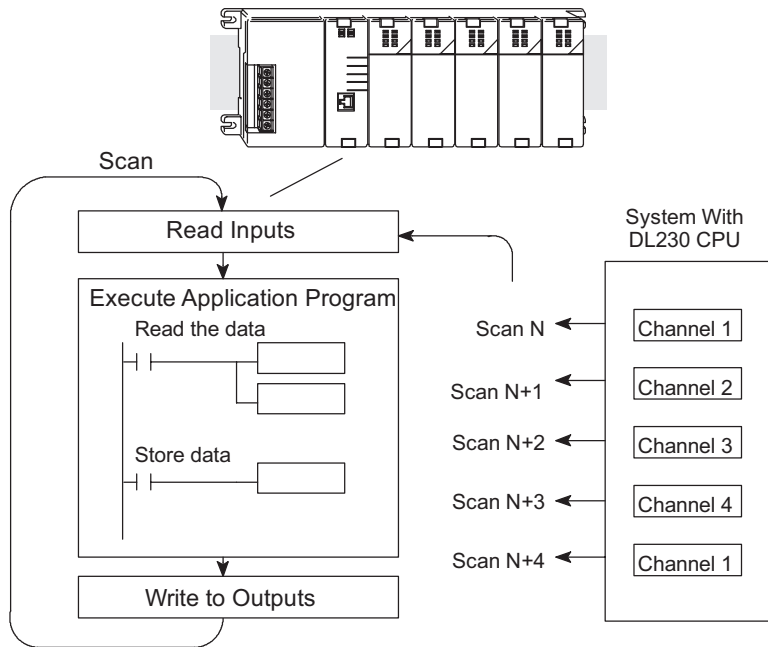 Scan
Read Inputs
Execute Application Program
Read the data
Store data
Write to Outputs
System With
DL230 CPU
Scan N
Channel 1
Scan N+1
Channel 2
Scan N+2
Channel 3
Scan N+3
Channel 4
Scan N+4
Channel 1